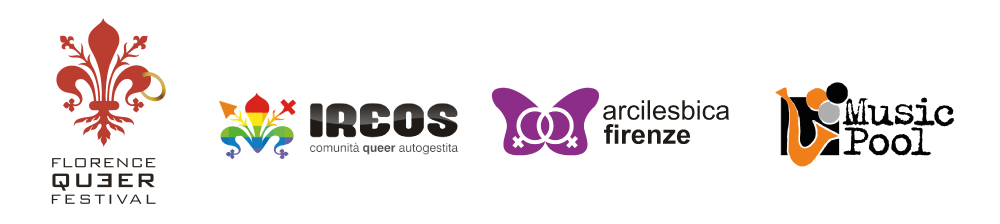 FLORENCE
QUEER
FESTIVAL
IREOS
comunità queer autogestita
arcilesbica
firenze
Music
Pool